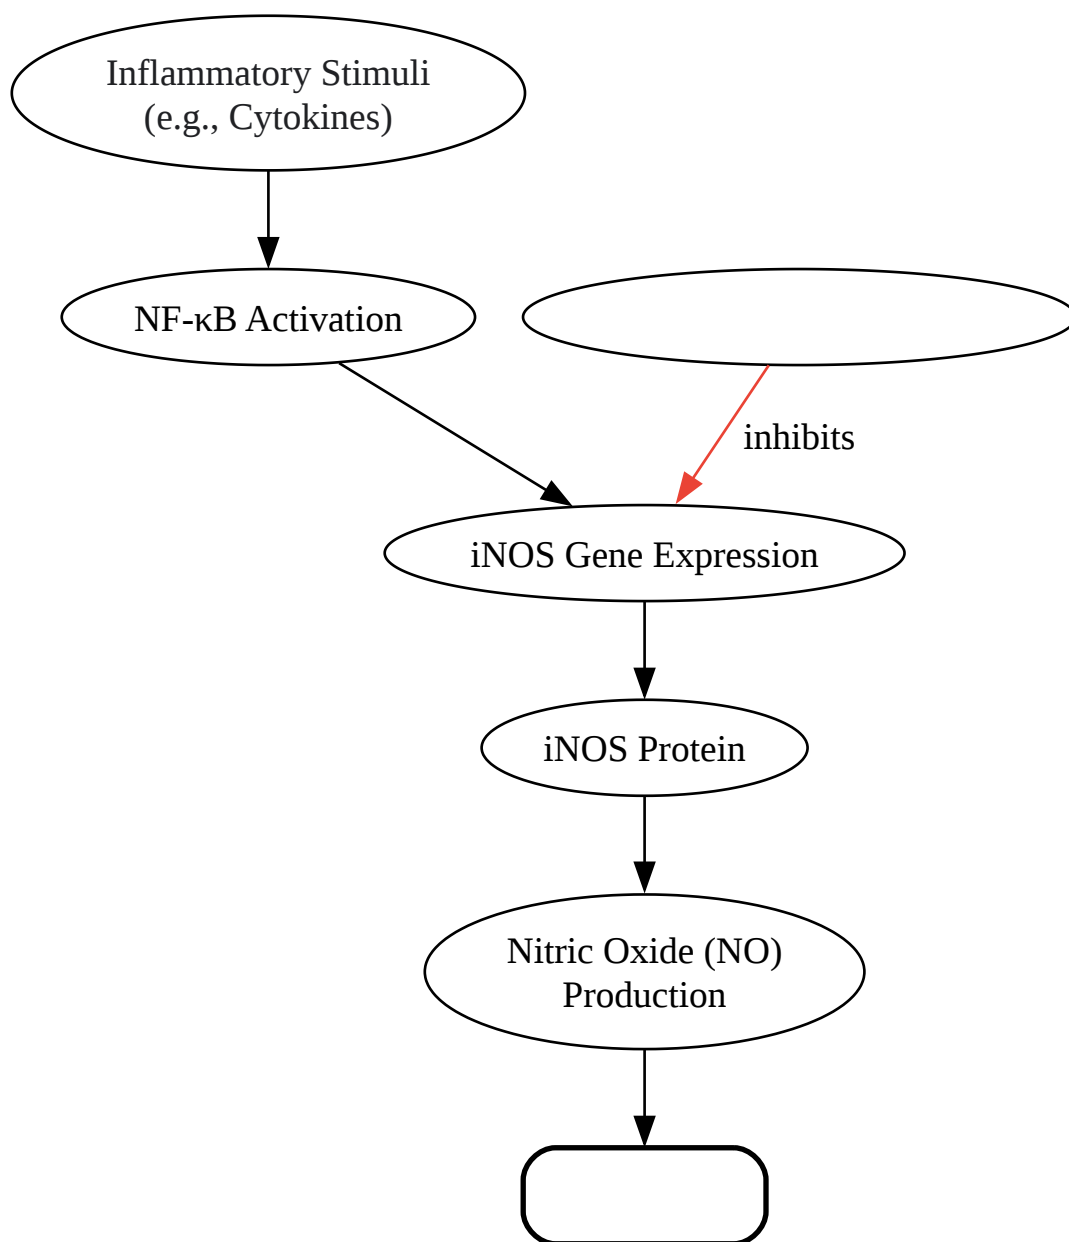 Inflammatory Stimuli
(e.g., Cytokines)
NF-κB Activation
inhibits
iNOS Gene Expression
iNOS Protein
Nitric Oxide (NO)
Production